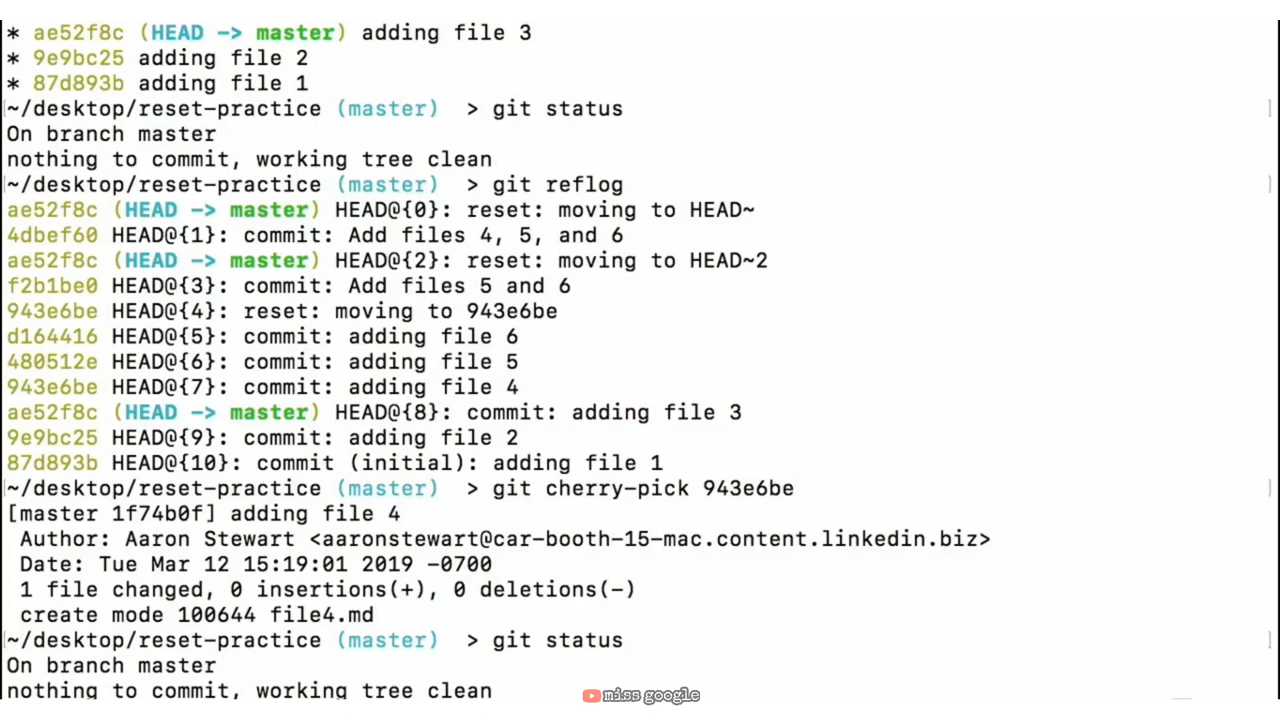 * ae52f8c (HEAD -> master) adding file 3
* 9e9bc25 adding file 2
* 87d893b adding file 1
[~/desktop/reset-practice (master)  > git status ]
On branch master
nothing to commit, working tree clean
[~/desktop/reset-practice (master)  > git reflog ]
ae52f8c (HEAD -> master) HEAD@{0}: reset: moving to HEAD~
4dbef60 HEAD@{1}: commit: Add files 4, 5, and 6
ae52f8c (HEAD -> master) HEAD@{2}: reset: moving to HEAD~2
f2b1be0 HEAD@{3}: commit: Add files 5 and 6
943e6be HEAD@{4}: reset: moving to 943e6be
d164416 HEAD@{5}: commit: adding file 6
480512e HEAD@{6}: commit: adding file 5
943e6be HEAD@{7}: commit: adding file 4
ae52f8c (HEAD -> master) HEAD@{8}: commit: adding file 3
9e9bc25 HEAD@{9}: commit: adding file 2
87d893b HEAD@{10}: commit (initial): adding file 1
[~/desktop/reset-practice (master)  > git cherry-pick 943e6be ]
[master 1f74b0f] adding file 4
 Author: Aaron Stewart <aaronstewart@car-booth-15-mac.content.linkedin.biz>
 Date: Tue Mar 12 15:19:01 2019 -0700
 1 file changed, 0 insertions(+), 0 deletions(-)
 create mode 100644 file4.md
[~/desktop/reset-practice (master)  > git status ]
On branch master
nothing to commit, working tree clean
miss google